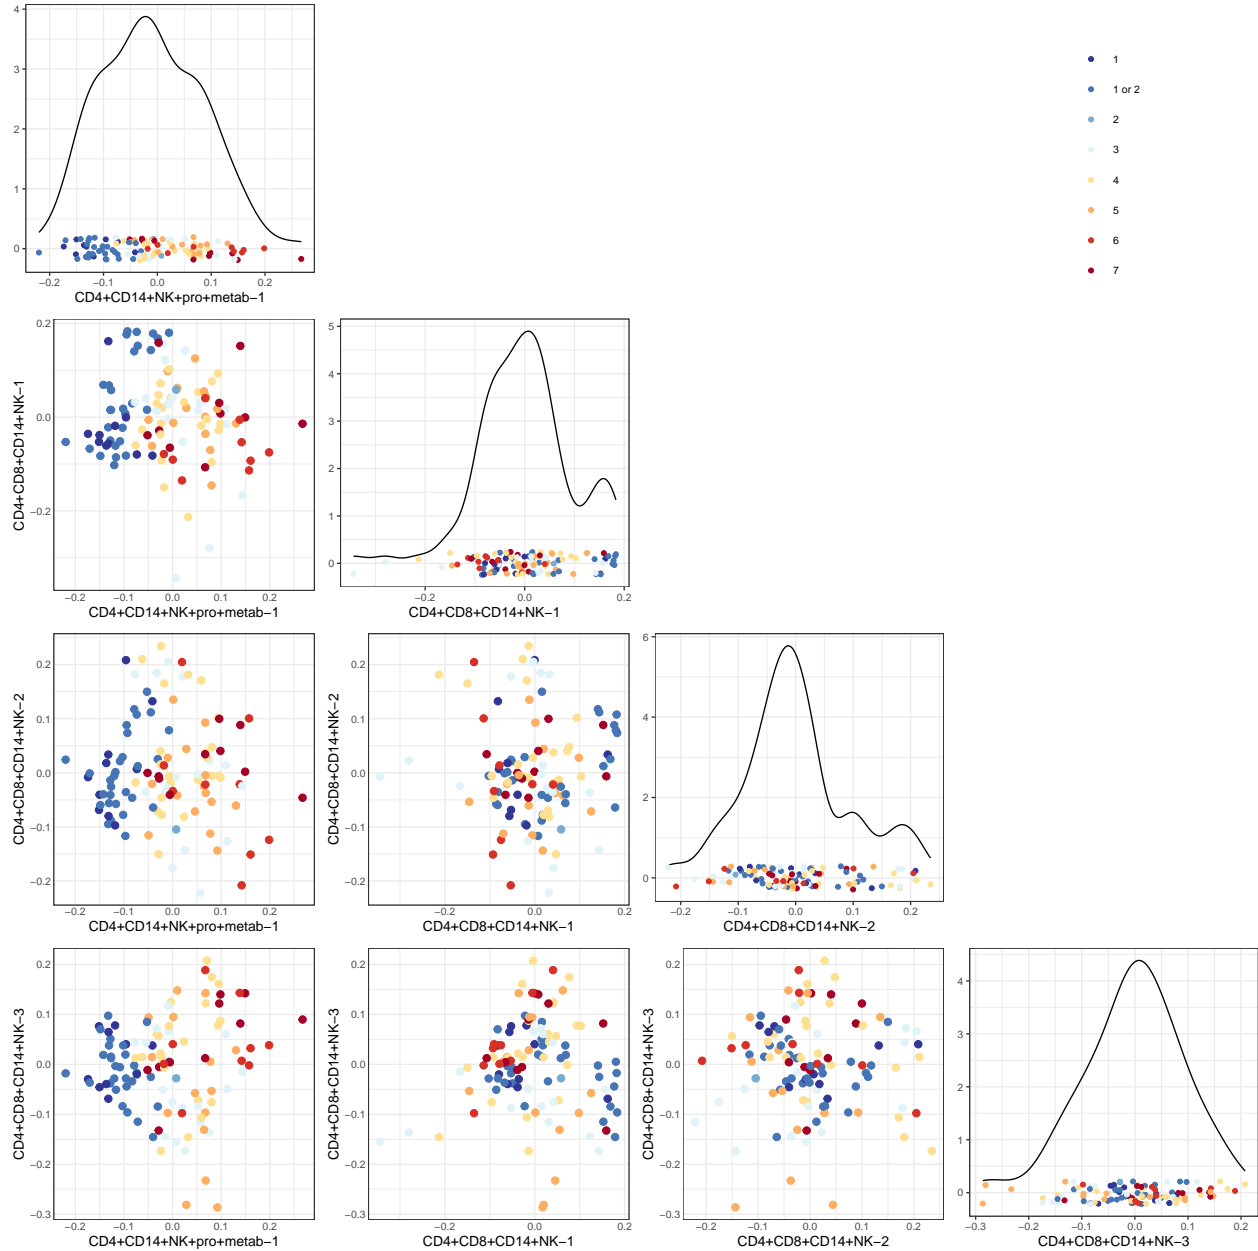 4
3
2
1
0
−0.2 −0.1 0.0 0.1 0.2
CD4+CD14+NK+pro+metab−1
1
1 or 2
2
3
4
5
6
7
CD4+CD8+CD14+NK−1
0.2
0.0
−0.2
−0.2 −0.1 0.0 0.1 0.2
CD4+CD14+NK+pro+metab−1
5
4
3
2
1
0
−0.2 0.0 0.2
CD4+CD8+CD14+NK−1
CD4+CD8+CD14+NK−2
0.2
0.1
0.0
−0.1
−0.2
−0.2 −0.1 0.0 0.1 0.2
CD4+CD14+NK+pro+metab−1
CD4+CD8+CD14+NK−2
−0.2 0.0 0.2
CD4+CD8+CD14+NK−1
0.2
0.1
0.0
−0.1
−0.2
6
4
2
0
−0.2 −0.1 0.0 0.1 0.2
CD4+CD8+CD14+NK−2
CD4+CD8+CD14+NK−3
0.2
0.1
0.0
−0.1
−0.2
−0.3
−0.2 −0.1 0.0 0.1 0.2
CD4+CD14+NK+pro+metab−1
CD4+CD8+CD14+NK−3
0.2
0.1
0.0
−0.1
−0.2
−0.3
−0.2 0.0 0.2
CD4+CD8+CD14+NK−1
CD4+CD8+CD14+NK−3
0.2
0.1
0.0
−0.1
−0.2
−0.3
−0.2 −0.1 0.0 0.1 0.2
CD4+CD8+CD14+NK−2
4
3
2
1
0
−0.3 −0.2 −0.1 0.0 0.1 0.2
CD4+CD8+CD14+NK−3